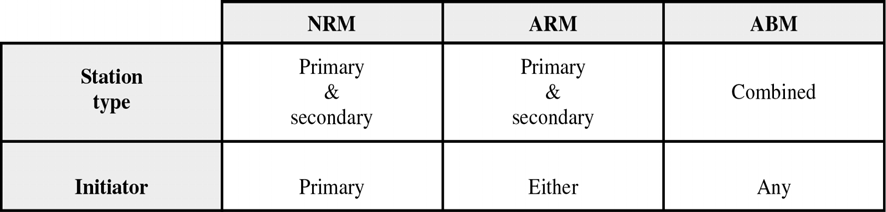 NRM ARM ABM
Station
type
Primary
&
secondary
Primary
&
secondary
Combined
Initiator Primary Either Any